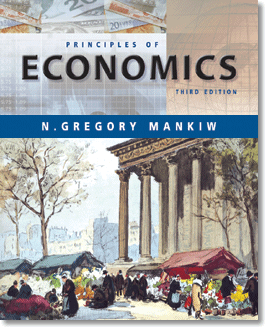 PRINCIPLES OF
ECONOMICS
THIRD EDITION
N. GREGORY MANKIW